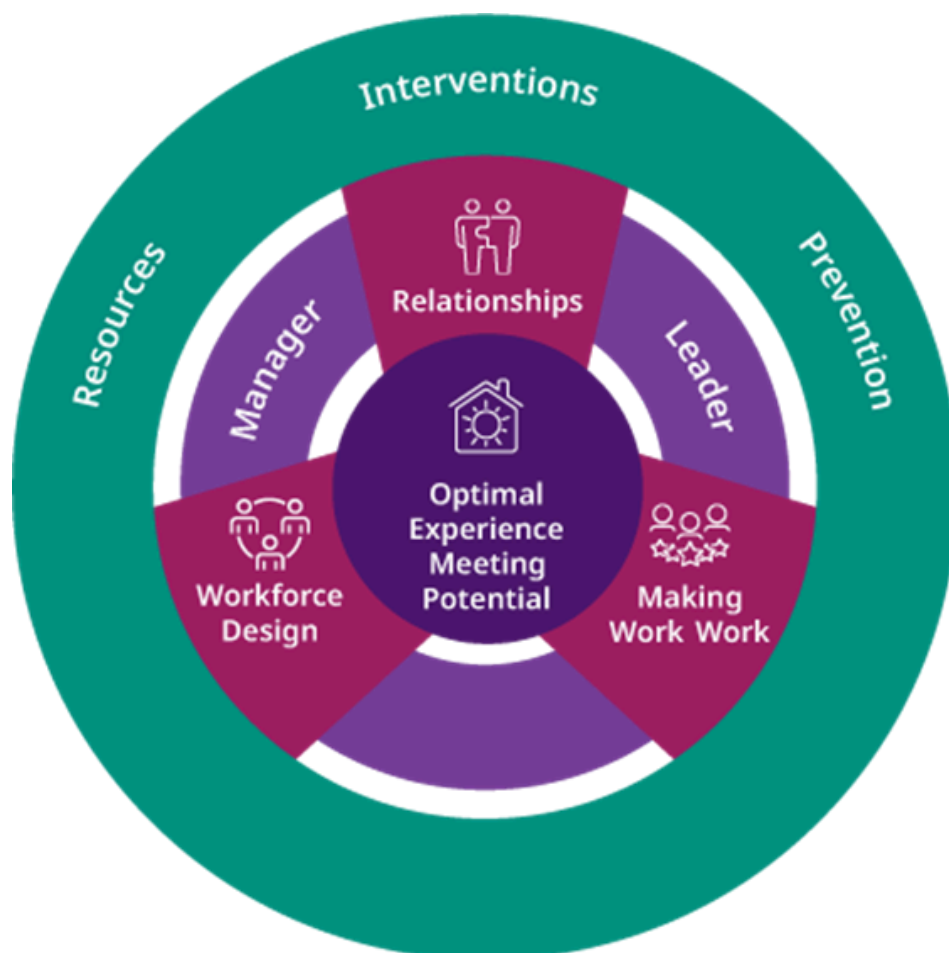 Interventions
Resources
Prevention
Manager
Leader
Relationships
Optimal
Experience
Meeting
Potential
Workforce
Design
Making
Work Work